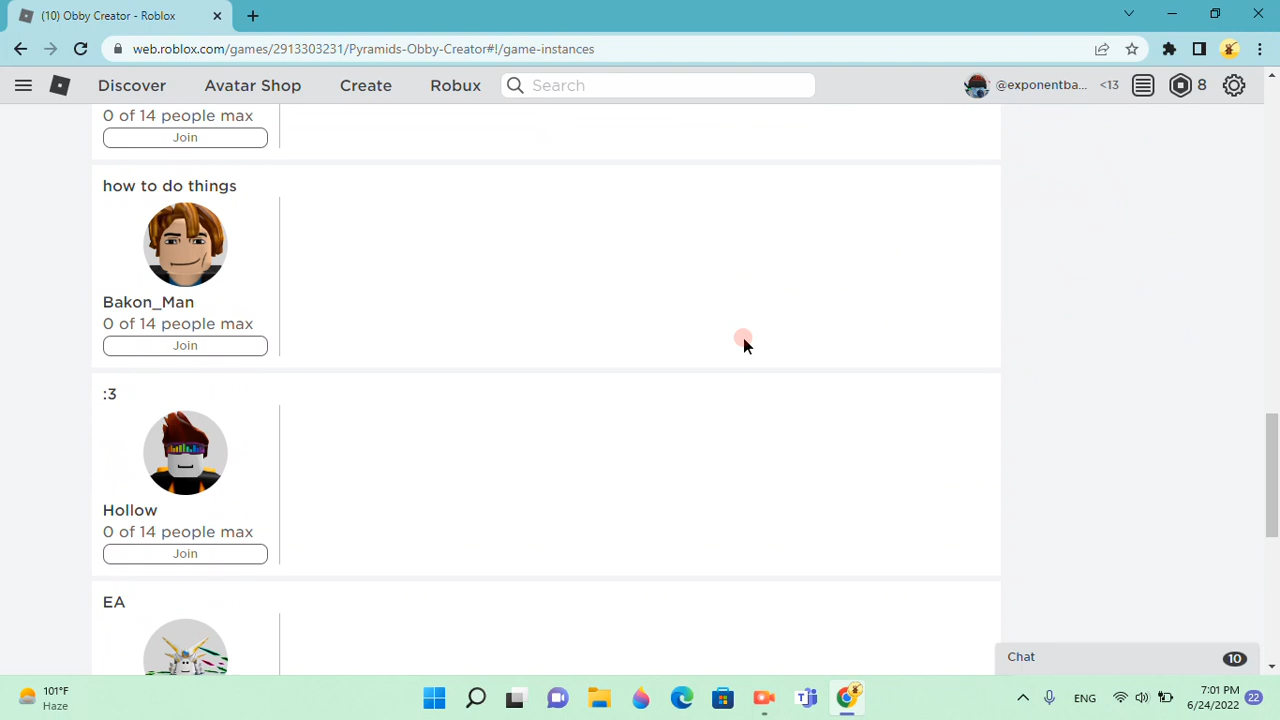 (10) Obby Creator - Roblox
web.roblox.com/games/2913303231/Pyramids-Obby-Creator#!/game-instances
Discover Avatar Shop Create Robux Search @exponentba... <13 8
0 of 14 people max
Join
how to do things
Bakon_Man
0 of 14 people max
Join
:3
Hollow
0 of 14 people max
Join
EA
Chat 10
101°F
Haze
ENG
7:01 PM
6/24/2022
22